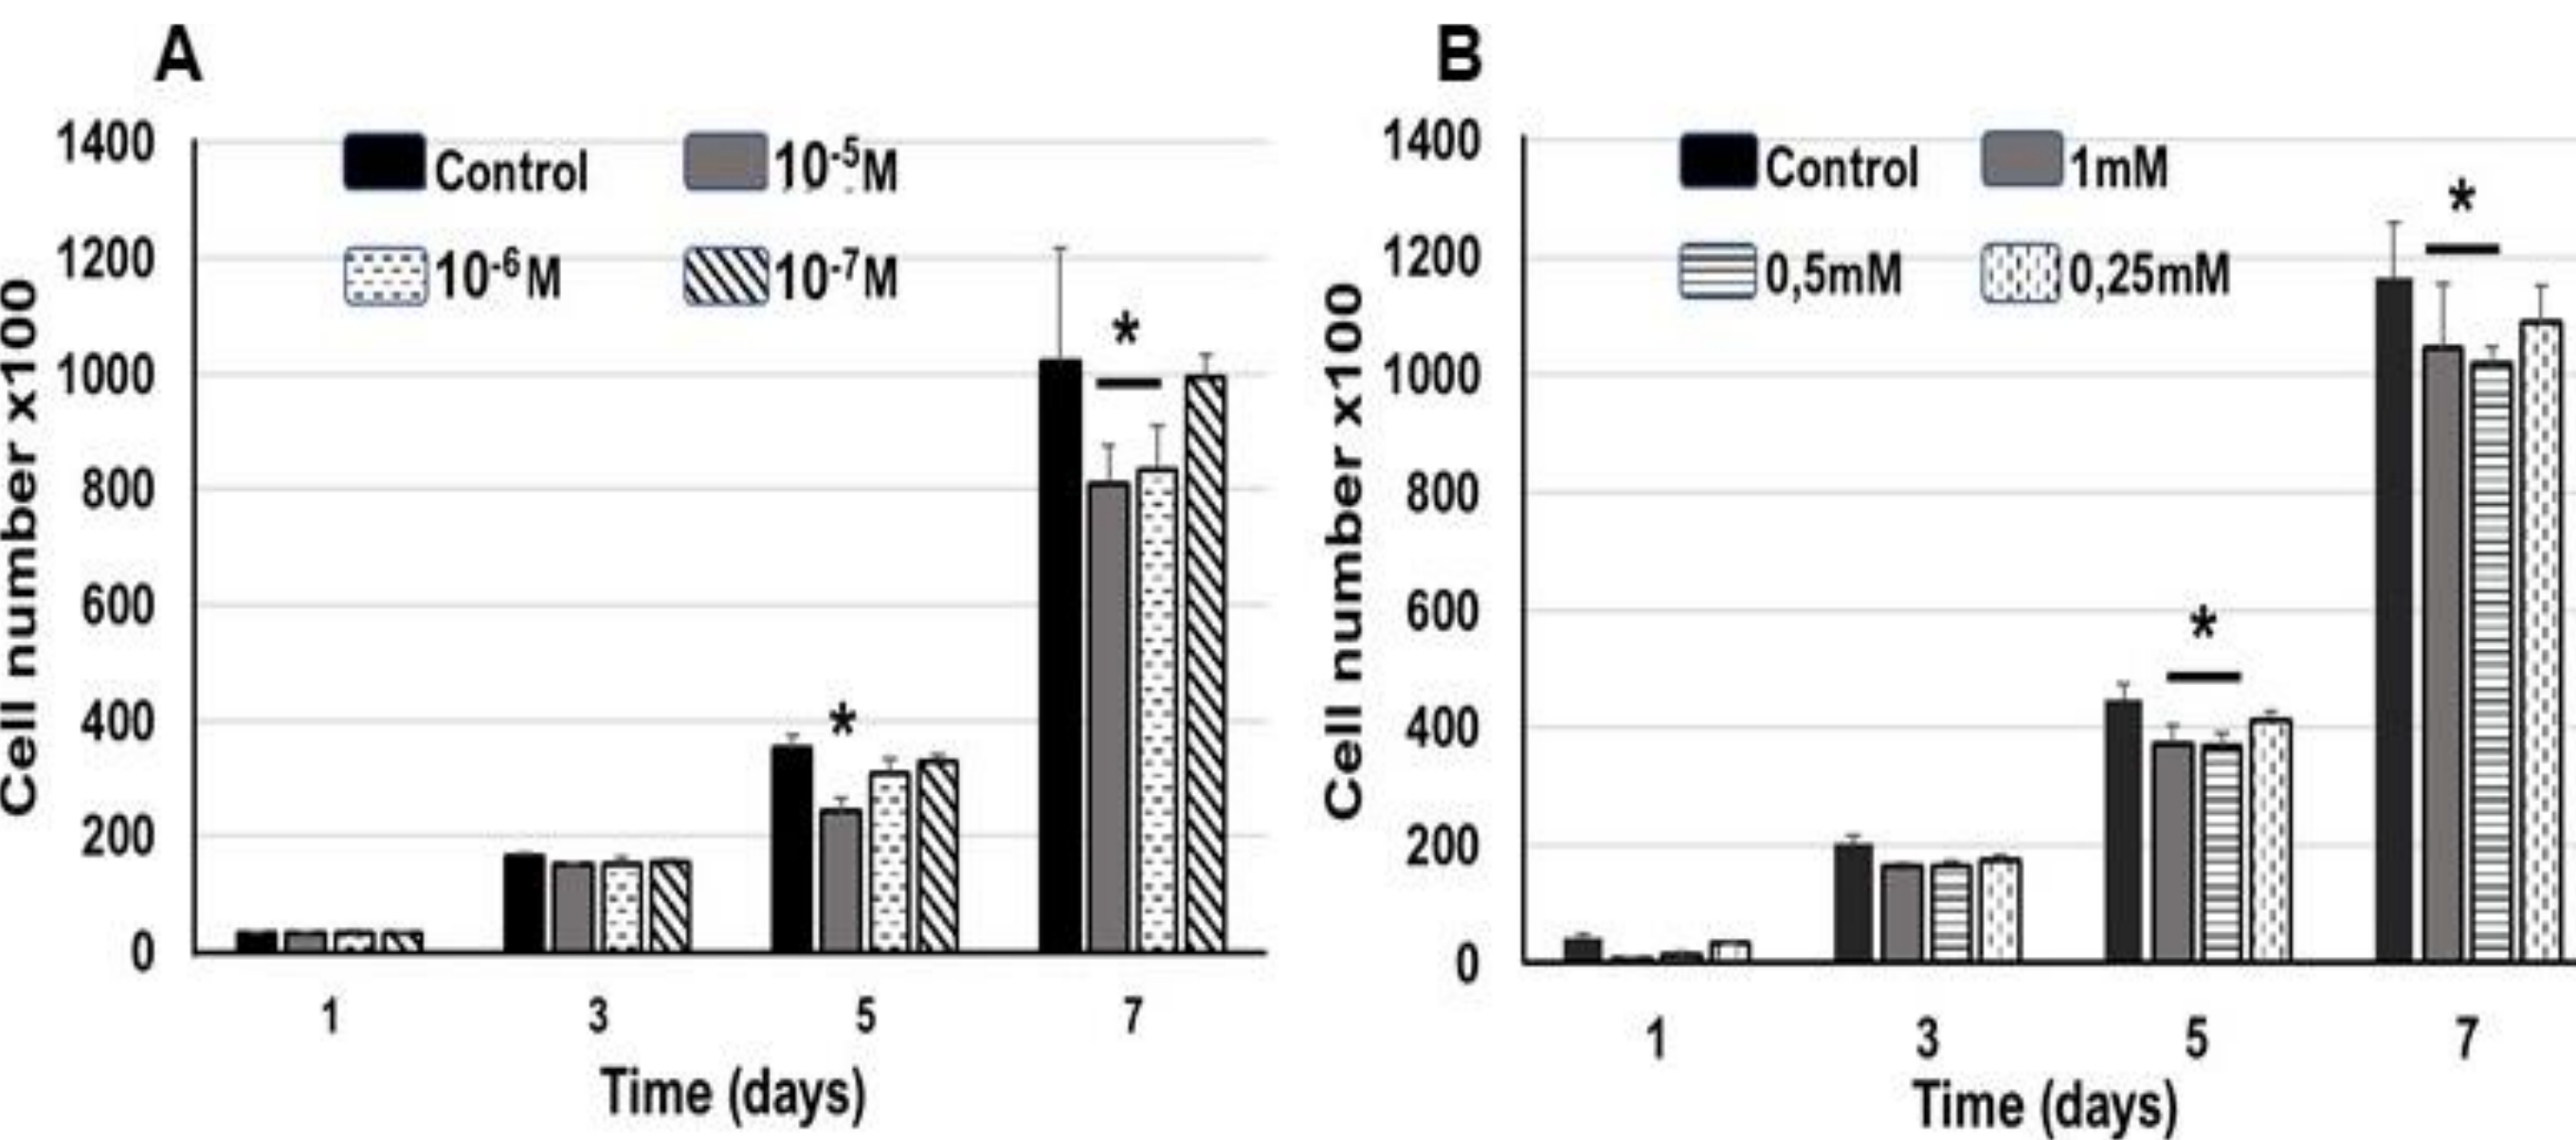 A
Cell number x100
1400
1200
1000
800
600
400
200
0
Control
10⁻⁵M
10⁻⁶M
10⁻⁷M
*
*
1 3 5 7
Time (days)
B
Cell number x100
1400
1200
1000
800
600
400
200
0
Control
1mM
0,5mM
0,25mM
*
*
1 3 5 7
Time (days)